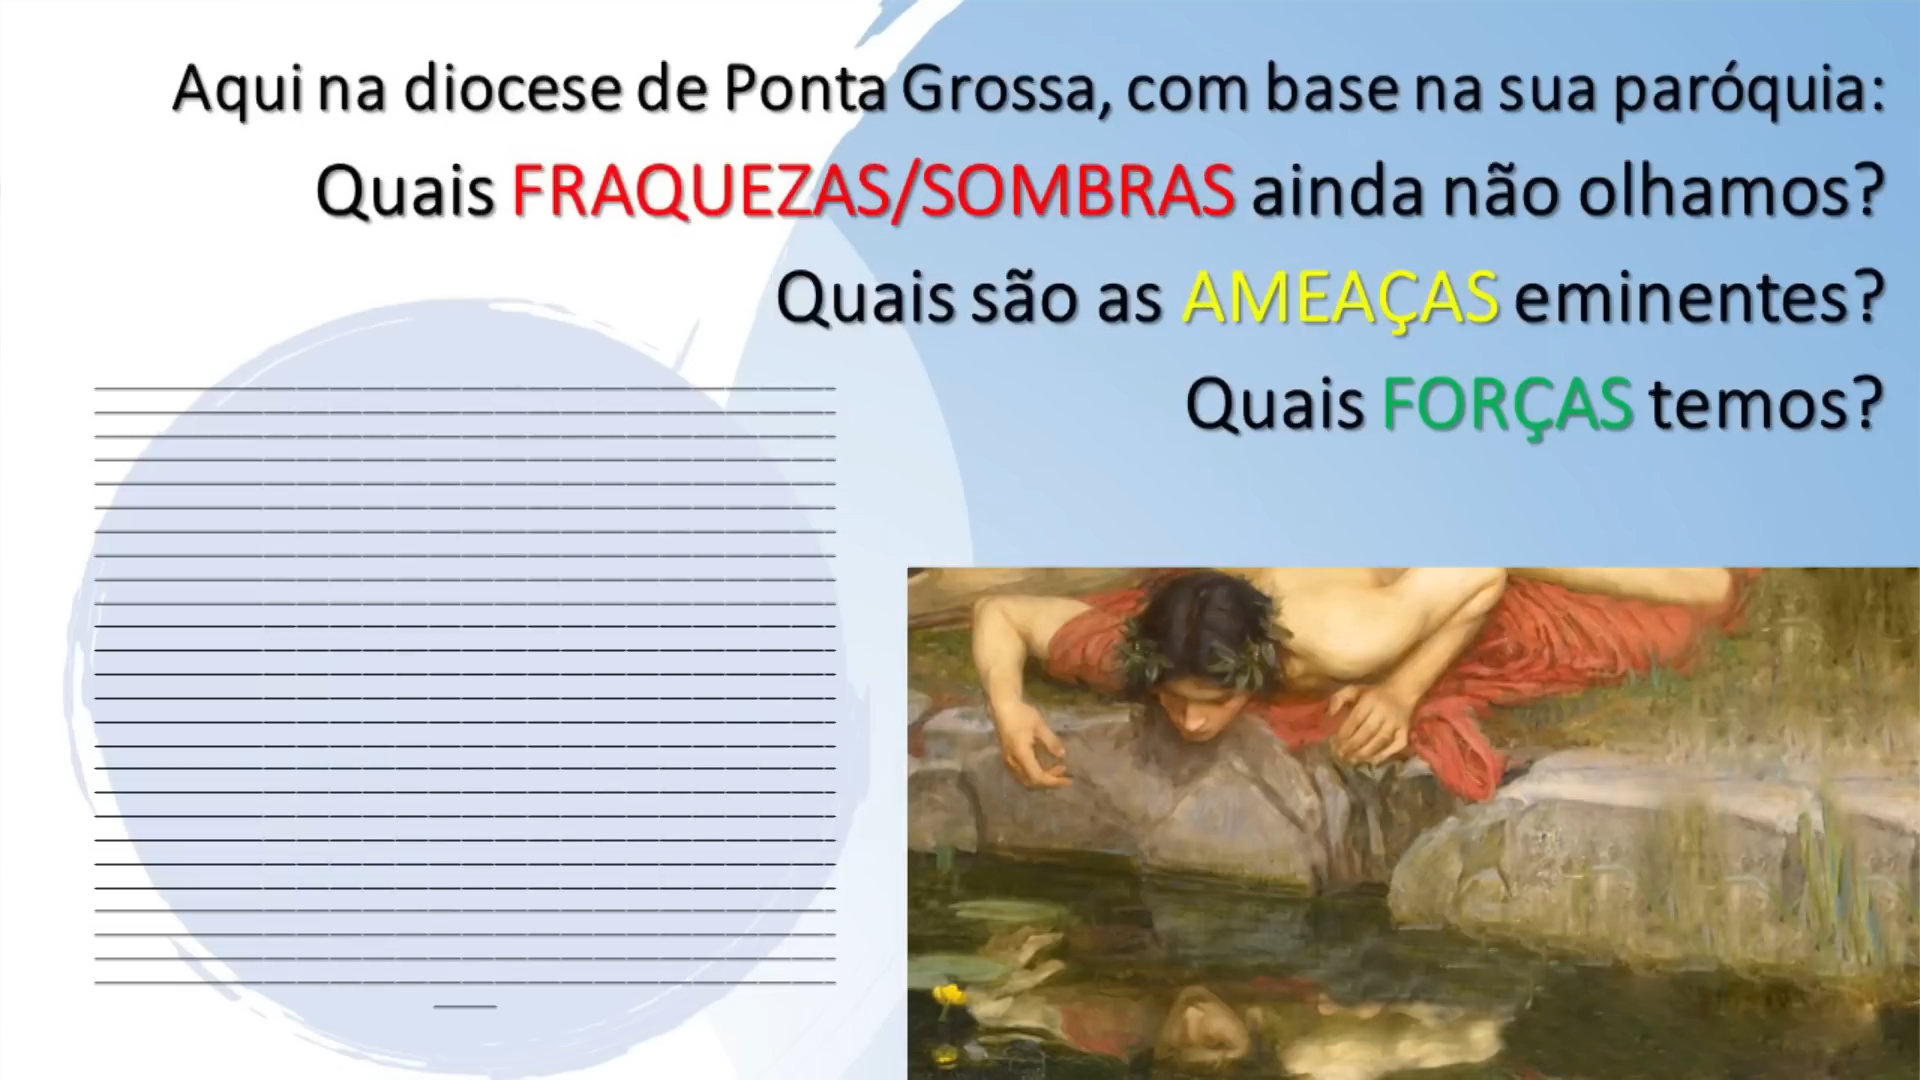 Aqui na diocese de Ponta Grossa, com base na sua paróquia:
Quais FRAQUEZAS/SOMBRAS ainda não olhamos?
Quais são as AMEAÇAS eminentes?
Quais FORÇAS temos?